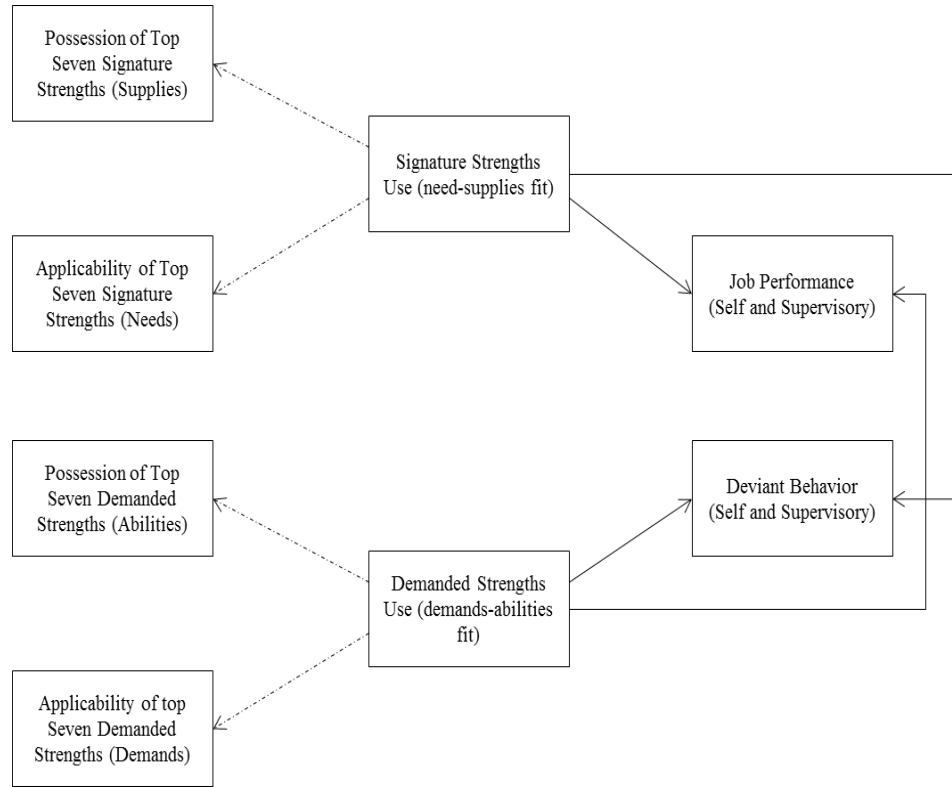 Possession of Top
Seven Signature
Strengths (Supplies)
Signature Strengths
Use (need-supplies fit)
Applicability of Top
Seven Signature
Strengths (Needs)
Job Performance
(Self and Supervisory)
Possession of Top
Seven Demanded
Strengths (Abilities)
Deviant Behavior
(Self and Supervisory)
Demanded Strengths
Use (demands-abilities
fit)
Applicability of top
Seven Demanded
Strengths (Demands)